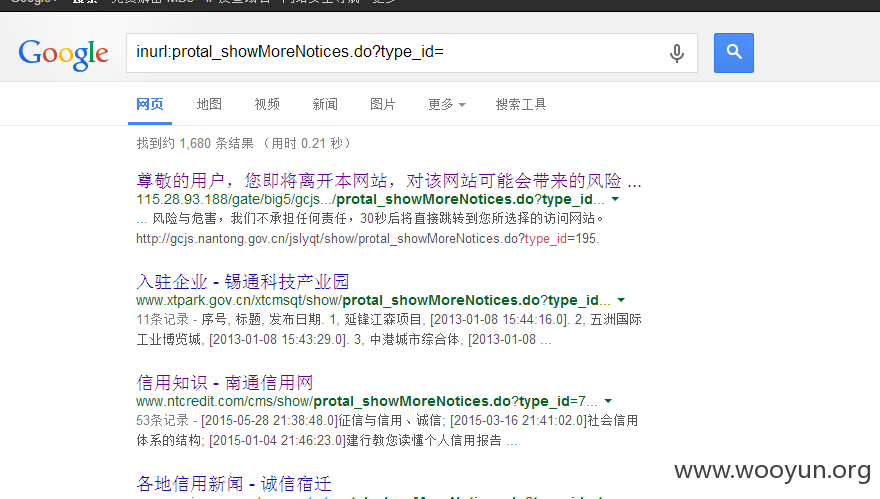 Google
inurl:protal_showMoreNotices.do?type_id=
网页 地图 视频 新闻 图片 更多 搜索工具
找到约 1,680 条结果 （用时 0.21 秒）
尊敬的用户，您即将离开本网站，对该网站可能会带来的风险 ...
115.28.93.188/gate/big5/gcjs.../protal_showMoreNotices.do?type_id...
... 风险与危害，我们不承担任何责任，30秒后将直接跳转到您所选择的访问网站。
http://gcjs.nantong.gov.cn/jslyqt/show/protal_showMoreNotices.do?type_id=195.
入驻企业 - 锡通科技产业园
www.xtpark.gov.cn/xtcmsqt/show/protal_showMoreNotices.do?type_id...
11条记录 - 序号, 标题, 发布日期. 1, 延锋江森项目, [2013-01-08 15:44:16.0]. 2, 五洲国际
工业博览城, [2013-01-08 15:43:29.0]. 3, 中港城市综合体, [2013-01-08 ...
信用知识 - 南通信用网
www.ntcredit.com/cms/show/protal_showMoreNotices.do?type_id=7...
53条记录 - [2015-05-28 21:38:48.0]征信与信用、诚信; [2015-03-16 21:41:02.0]社会信用
体系的结构; [2015-01-04 21:46:23.0]建行教您读懂个人信用报告 ...
各地信用新闻 - 诚信宿迁
www.wooyun.org